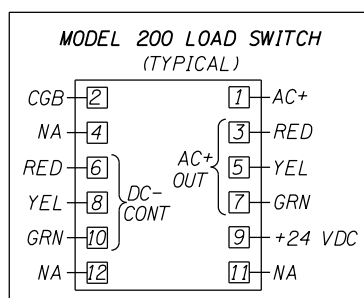 MODEL 200 LOAD SWITCH
(TYPICAL)
CGB 2 1 AC+
NA 4 3 RED
RED 6 AC+ OUT 5 YEL
YEL 8 DC- CONT 7 GRN
GRN 10 9 +24 VDC
NA 12 11 NA